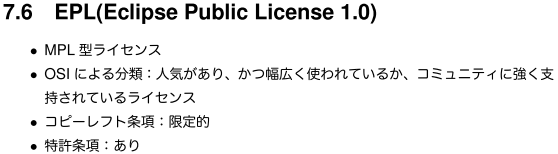 7.6 EPL(Eclipse Public License 1.0)
• MPL 型ライセンス
• OSI による分類：人気があり、かつ幅広く使われているか、コミュニティに強く支
持されているライセンス
• コピーレフト条項：限定的
• 特許条項：あり